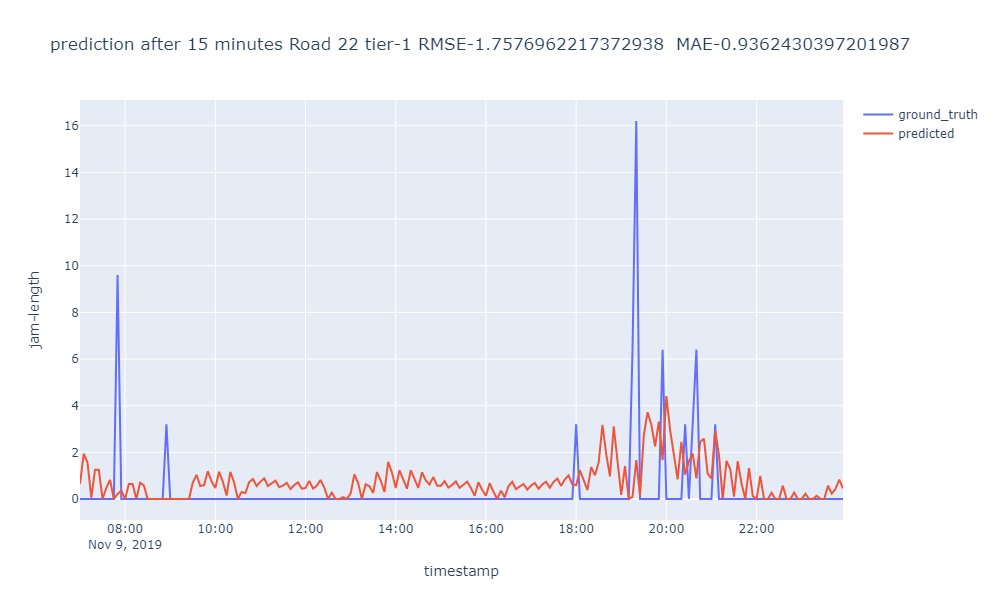 prediction after 15 minutes Road 22 tier-1 RMSE-1.7576962217372938  MAE-0.9362430397201987
ground_truth
predicted
16
14
12
10
8
6
4
2
0
jam-length
08:00
10:00
12:00
14:00
16:00
18:00
20:00
22:00
Nov 9, 2019
timestamp